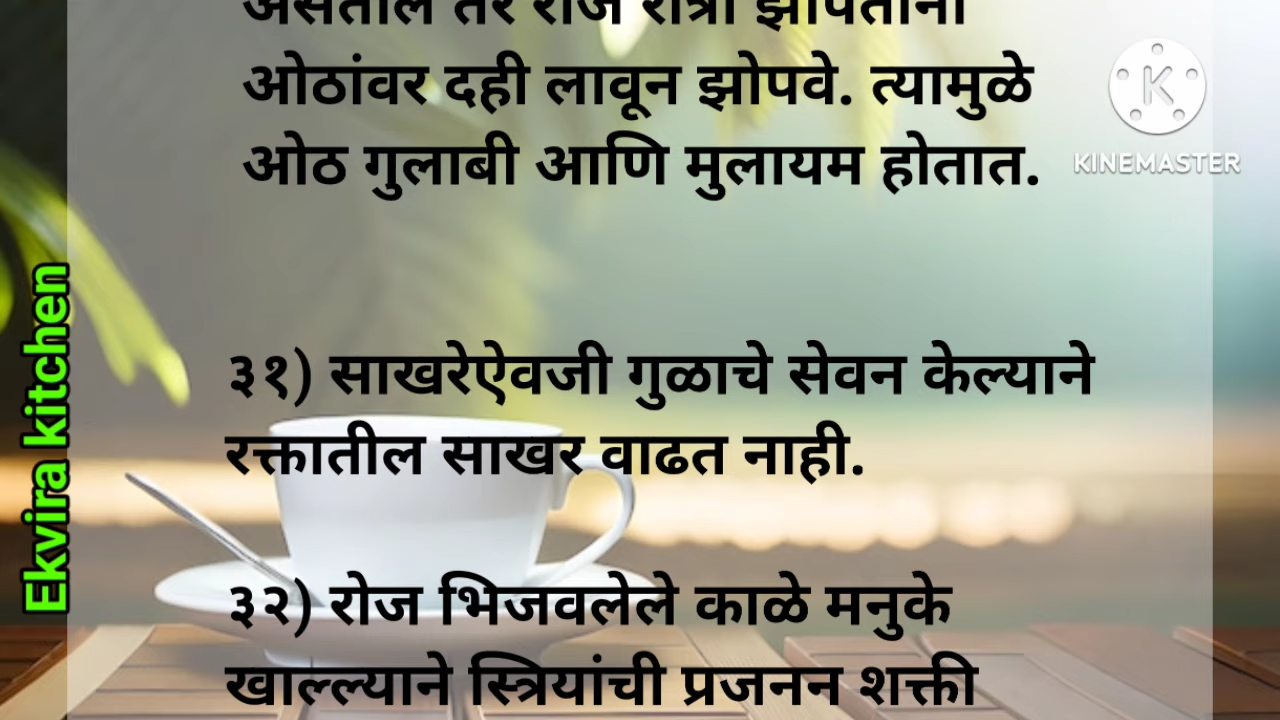 असतील तर रोज रात्री झोपताना
ओठांवर दही लावून झोपवे. त्यामुळे
ओठ गुलाबी आणि मुलायम होतात.
KINEMASTER
३१) साखरेऐवजी गुळाचे सेवन केल्याने
रक्तातील साखर वाढत नाही.
Ekvira kitchen
३२) रोज भिजवलेले काळे मनुके
खाल्ल्याने स्त्रियांची प्रजनन शक्ती